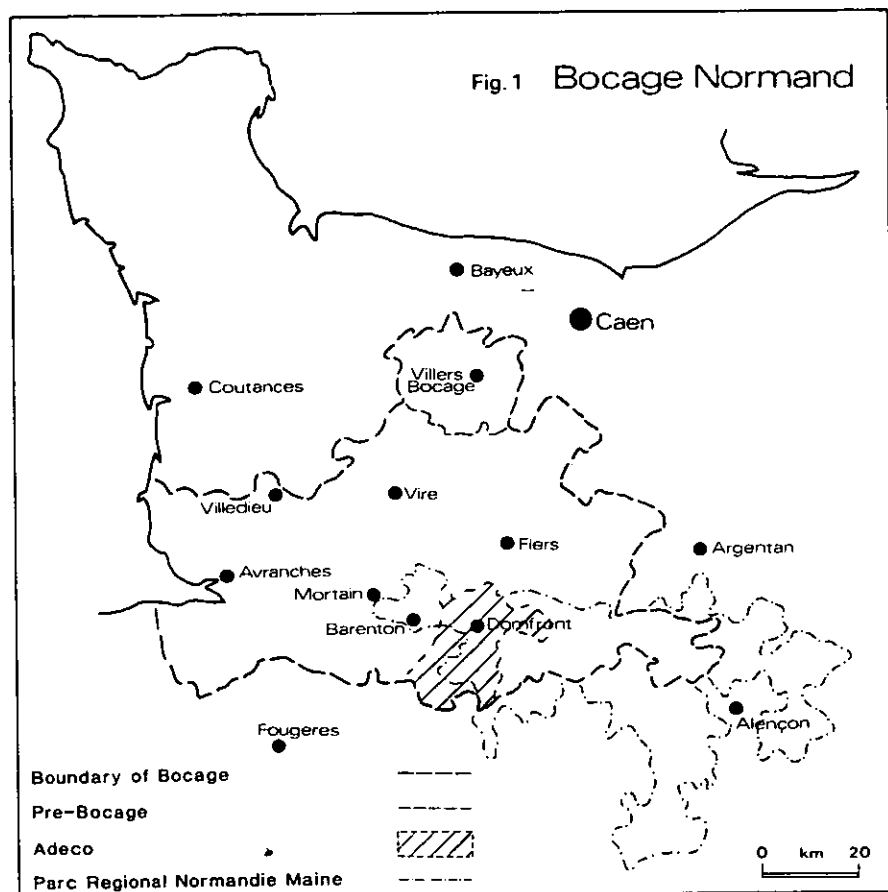 Fig. 1 Bocage Normand
Bayeux
Caen
Villers
Bocage
Coutances
Villedieu
Vire
Fiers
Argentan
Avranches
Mortain
Barenton
Domfront
Alençon
Fougeres
Boundary of Bocage
Pre-Bocage
Adeco
Parc Regional Normandie Maine
0 km 20